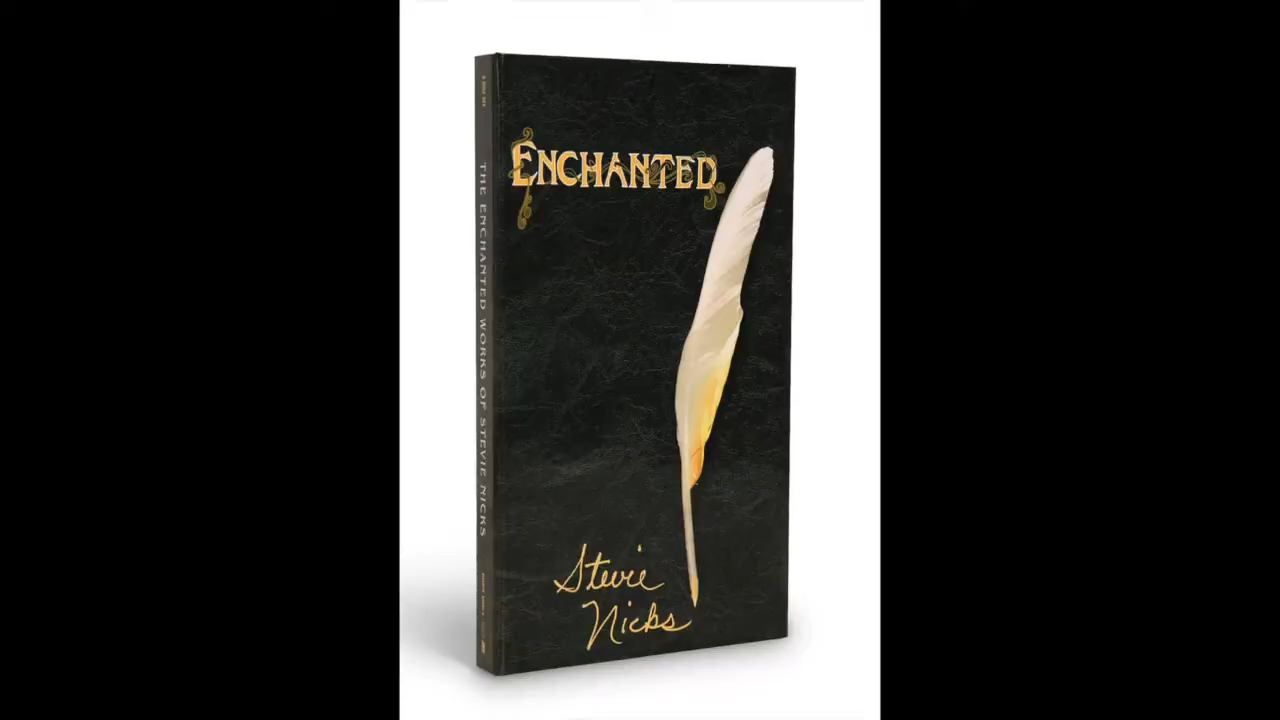 ENCHANTED
Stevie
Nicks
THE ENCHANTED WORKS OF STEVIE NICKS